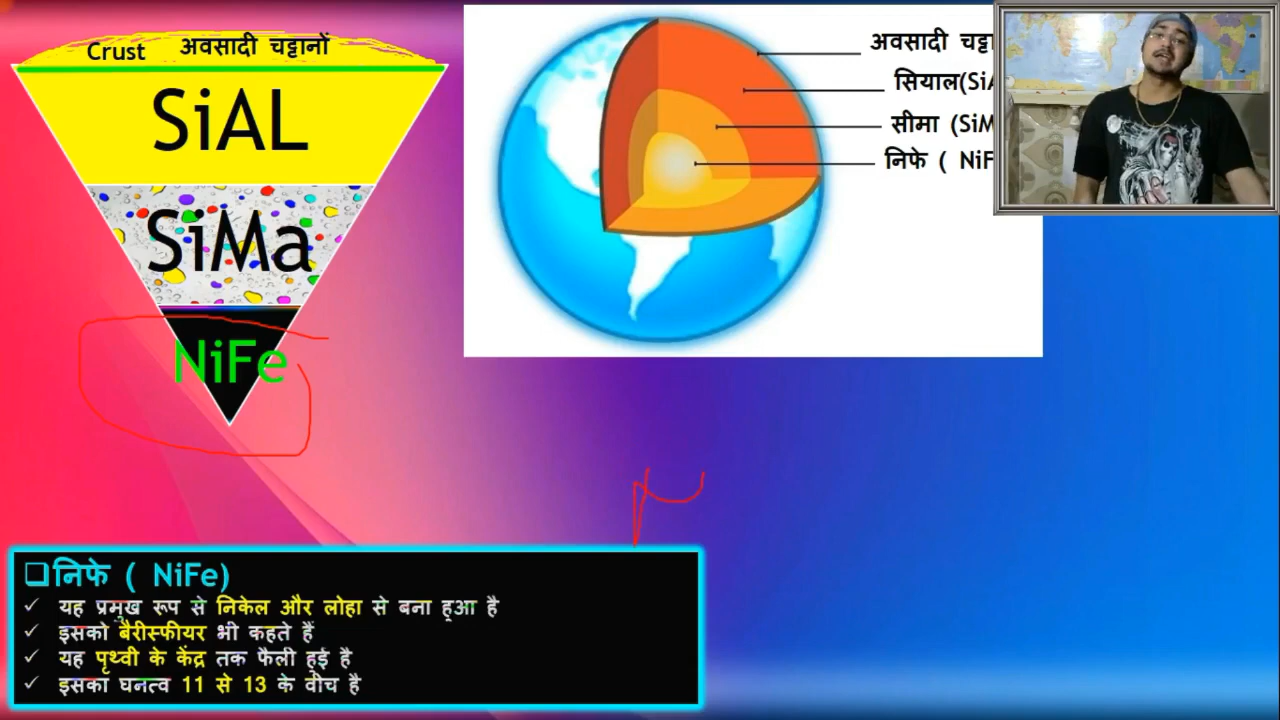 Crust अवसादी चट्टानों
SiAL
SiMa
NiFe
अवसादी चट्टा
सियाल(SiA
सीमा (SiM
निफे ( NiF
❑निफे ( NiFe)
✓ यह प्रमुख रूप से निकेल और लोहा से बना हुआ है
✓ इसको बैरीस्फीयर भी कहते हैं
✓ यह पृथ्वी के केंद्र तक फैली हुई है
✓ इसका घनत्व 11 से 13 के वीच है